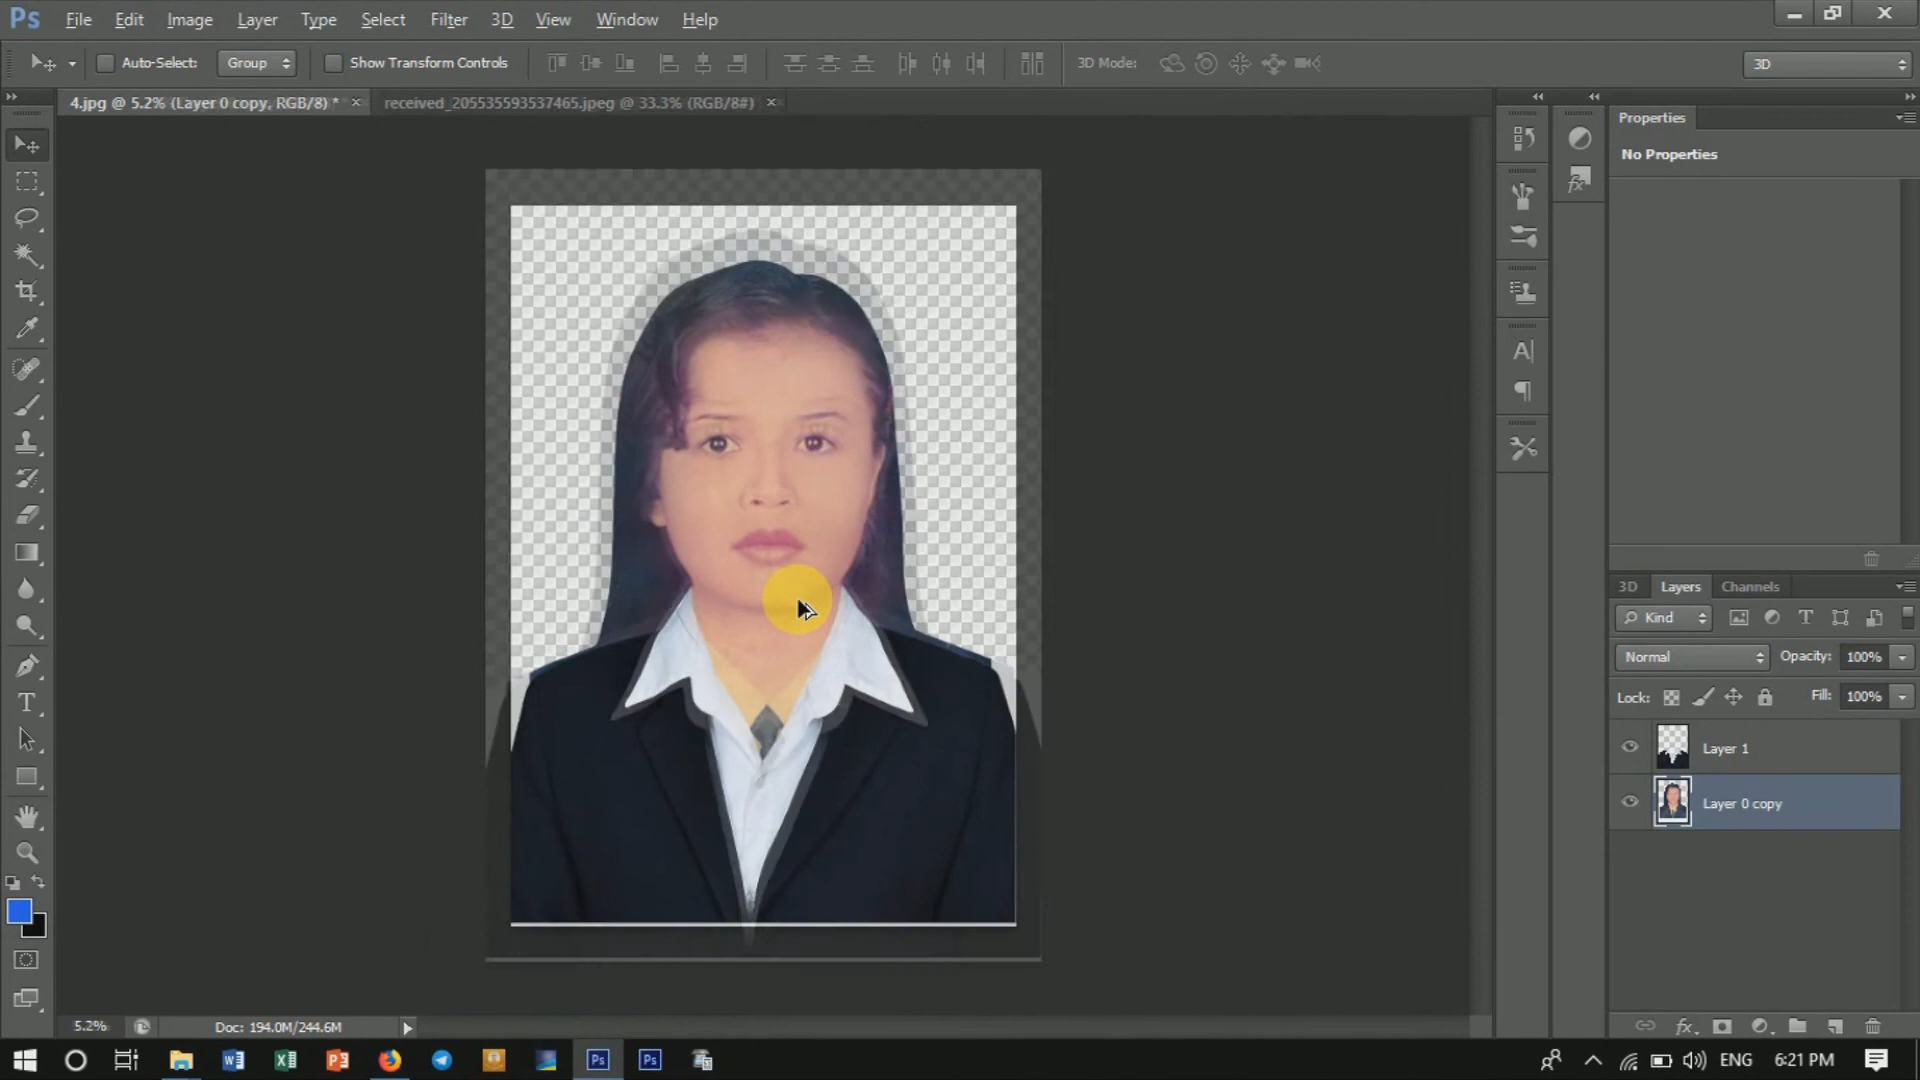 Ps File Edit Image Layer Type Select Filter 3D View Window Help
Auto-Select: Group Show Transform Controls 3D Mode: 3D
4.jpg @ 5.2% (Layer 0 copy, RGB/8) * × received_205535593537465.jpeg @ 33.3% (RGB/8#) ×
Properties
No Properties
3D Layers Channels
Kind
Normal Opacity: 100%
Lock: Fill: 100%
Layer 1
Layer 0 copy
5.2% Doc: 194.0M/244.6M
ENG 6:21 PM